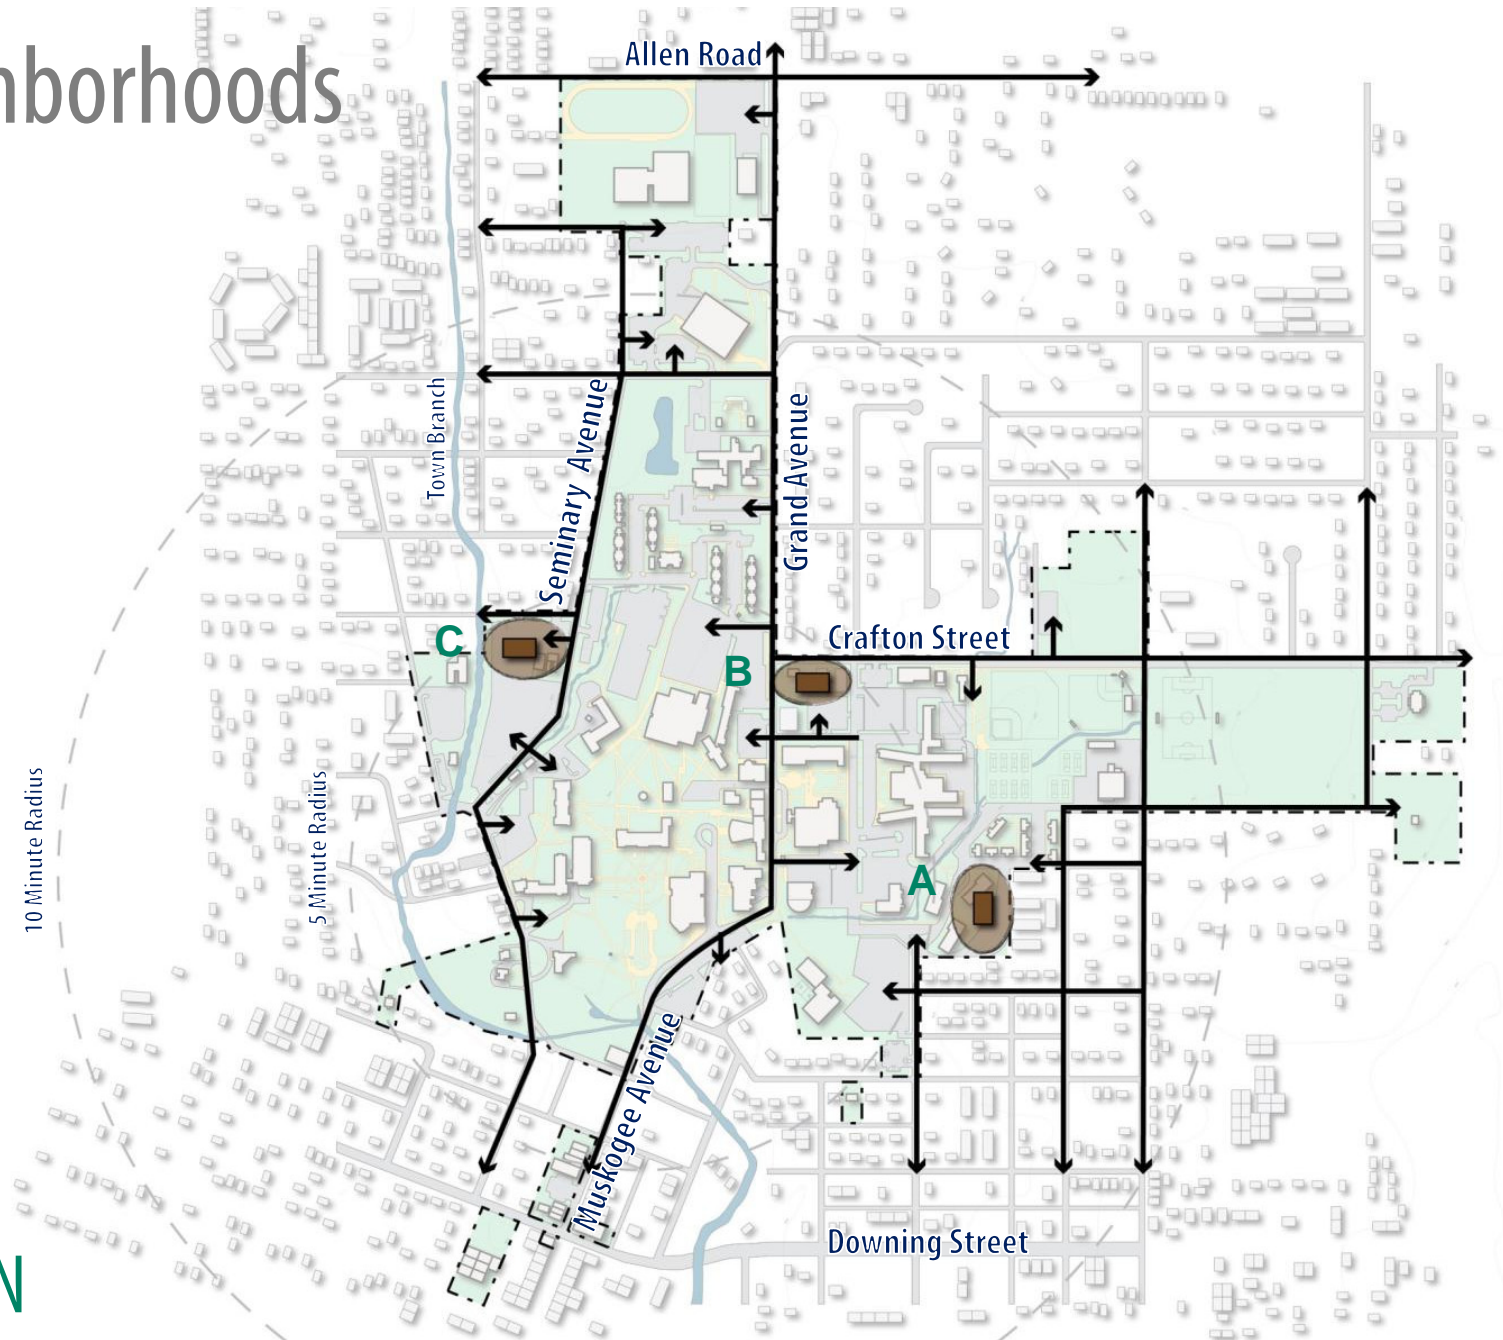 nborhoods
Allen Road
Town Branch
Seminary Avenue
Grand Avenue
Crafton Street
C
B
A
10 Minute Radius
5 Minute Radius
Muskogee Avenue
Downing Street
N